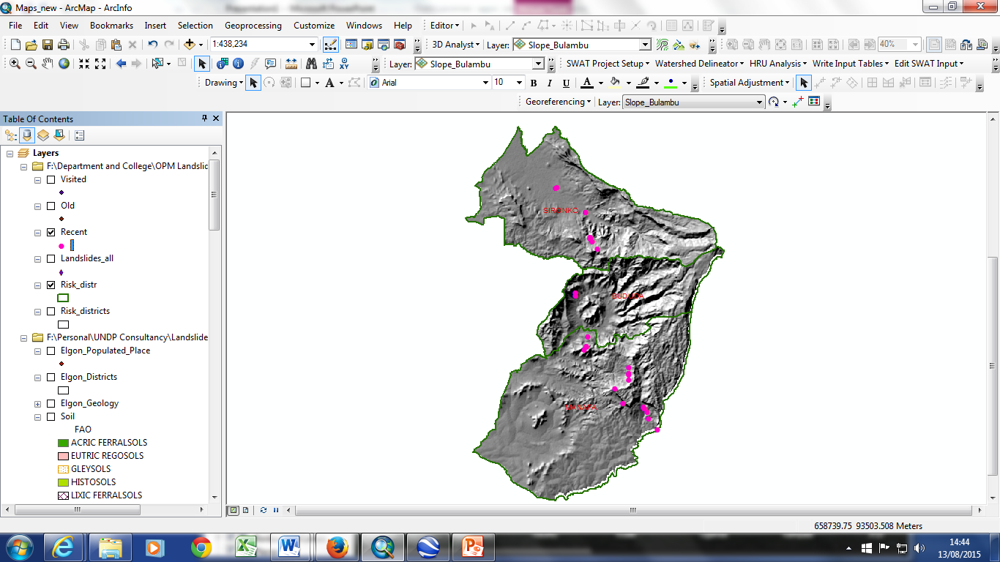 Maps_new - ArcMap - ArcInfo
File Edit View Bookmarks Insert Selection Geoprocessing Customize Windows Help Editor
1:438,234 3D Analyst Layer: Slope_Bulambu 40%
Layer: Slope_Bulambu SWAT Project Setup Watershed Delineator HRU Analysis Write Input Tables Edit SWAT Input
Drawing A Arial 10 B I U A Spatial Adjustment
Georeferencing Layer: Slope_Bulambu
Table Of Contents
Layers
F:\Department and College\OPM Landslid
Visited
Old
Recent
Landslides_all
Risk_distr
Risk_districts
F:\Personal\UNDP Consultancy\Landslide
Elgon_Populated_Place
Elgon_Districts
Elgon_Geology
Soil
FAO
ACRIC FERRALSOLS
EUTRIC REGOSOLS
GLEYSOLS
HISTOSOLS
LIXIC FERRALSOLS
SIRONKO
658739.75 93503.508 Meters
14:44
13/08/2015